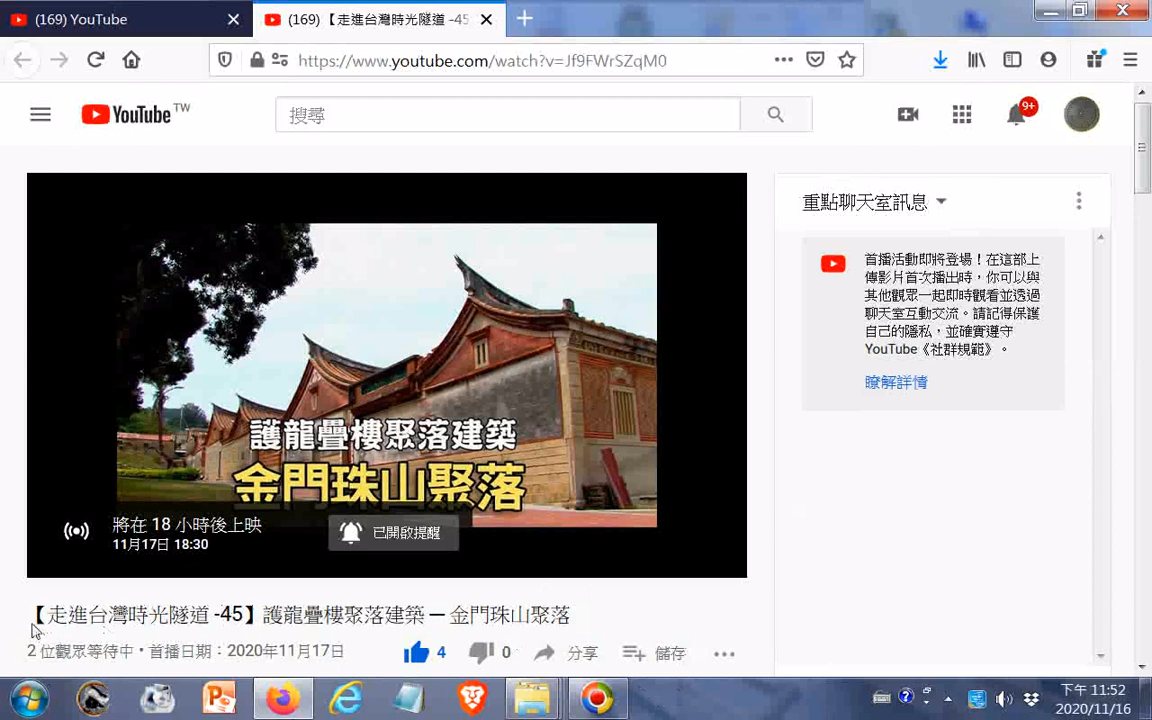 (169) YouTube
(169) 【走進台灣時光隧道 -45
https://www.youtube.com/watch?v=Jf9FWrSZqM0
YouTube TW
搜尋
9+
護龍疊樓聚落建築
金門珠山聚落
將在 18 小時後上映
11月17日 18:30
已開啟提醒
重點聊天室訊息
首播活動即將登場！在這部上
傳影片首次播出時，你可以與
其他觀眾一起即時觀看並透過
聊天室互動交流。請記得保護
自己的隱私，並確實遵守
YouTube《社群規範》。
瞭解詳情
【走進台灣時光隧道 -45】護龍疊樓聚落建築 ─ 金門珠山聚落
2 位觀眾等待中 • 首播日期：2020年11月17日
4
0
分享
儲存
下午 11:52
2020/11/16